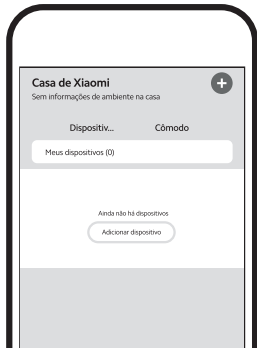 Casa de Xiaomi
Sem informações de ambiente na casa
Dispositiv... Cômodo
Meus dispositivos (0)
Ainda não há dispositivos
Adicionar dispositivo